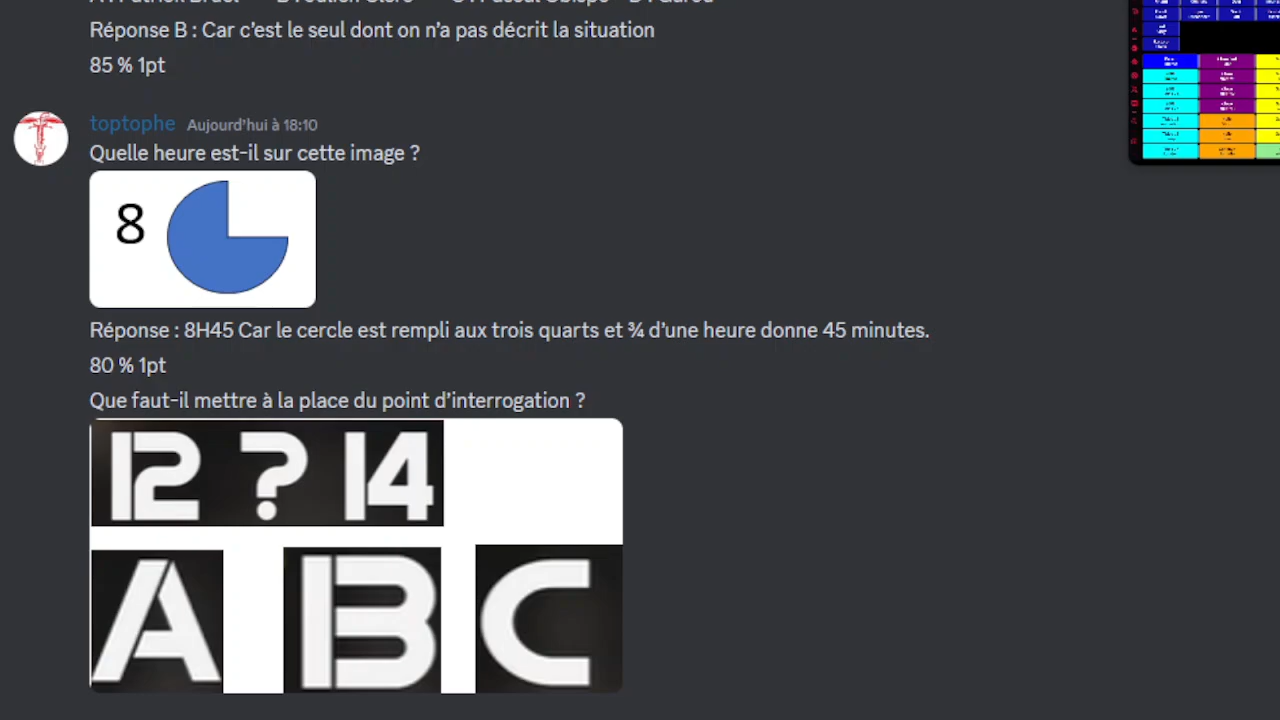 Réponse B : Car c’est le seul dont on n’a pas décrit la situation
85 % 1pt
toptophe Aujourd’hui à 18:10
Quelle heure est-il sur cette image ?
8
Réponse : 8H45 Car le cercle est rempli aux trois quarts et ¾ d’une heure donne 45 minutes.
80 % 1pt
Que faut-il mettre à la place du point d’interrogation ?
12 ? 14
A B C